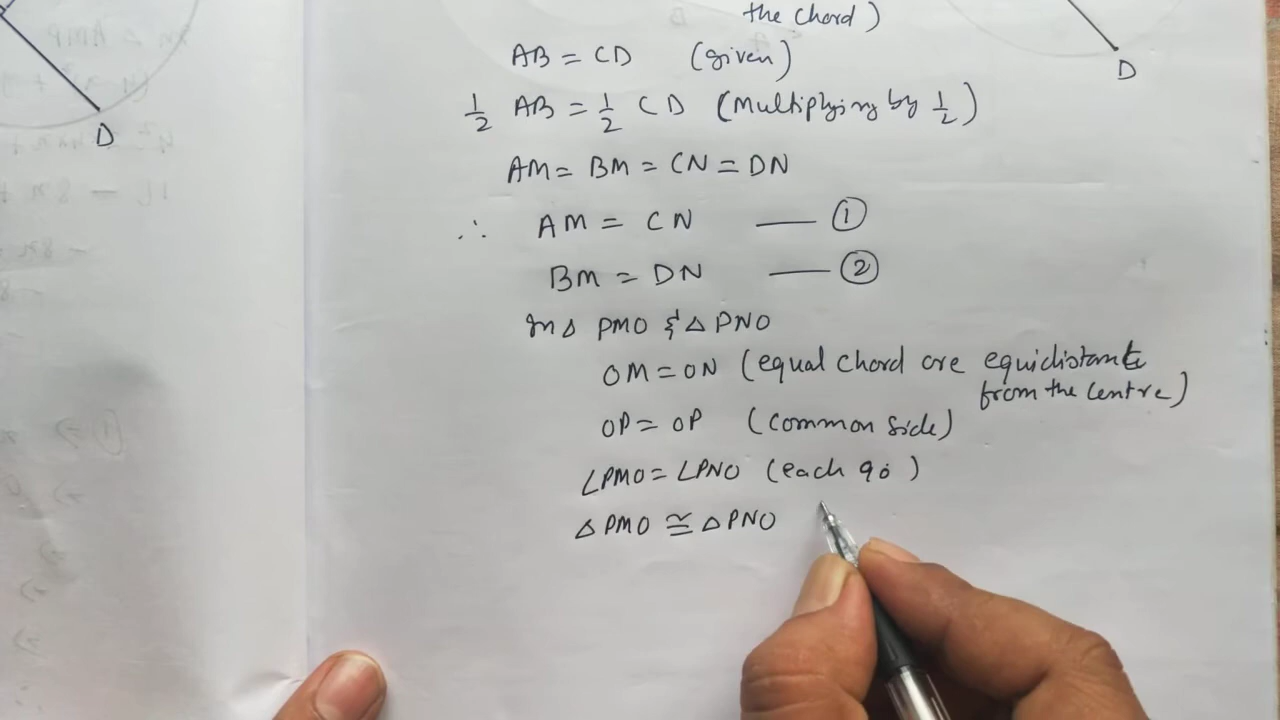 the chord)
AB = CD (given)
1/2 AB = 1/2 CD (Multiplying by 1/2)
AM = BM = CN = DN
∴ AM = CN —— ①
BM = DN —— ②
In △ PMO & △ PNO
OM = ON (equal chord are equidistant
from the centre)
OP = OP (common side)
∠PMO = ∠PNO (each 90°)
△ PMO ≅ △ PNO
D
D